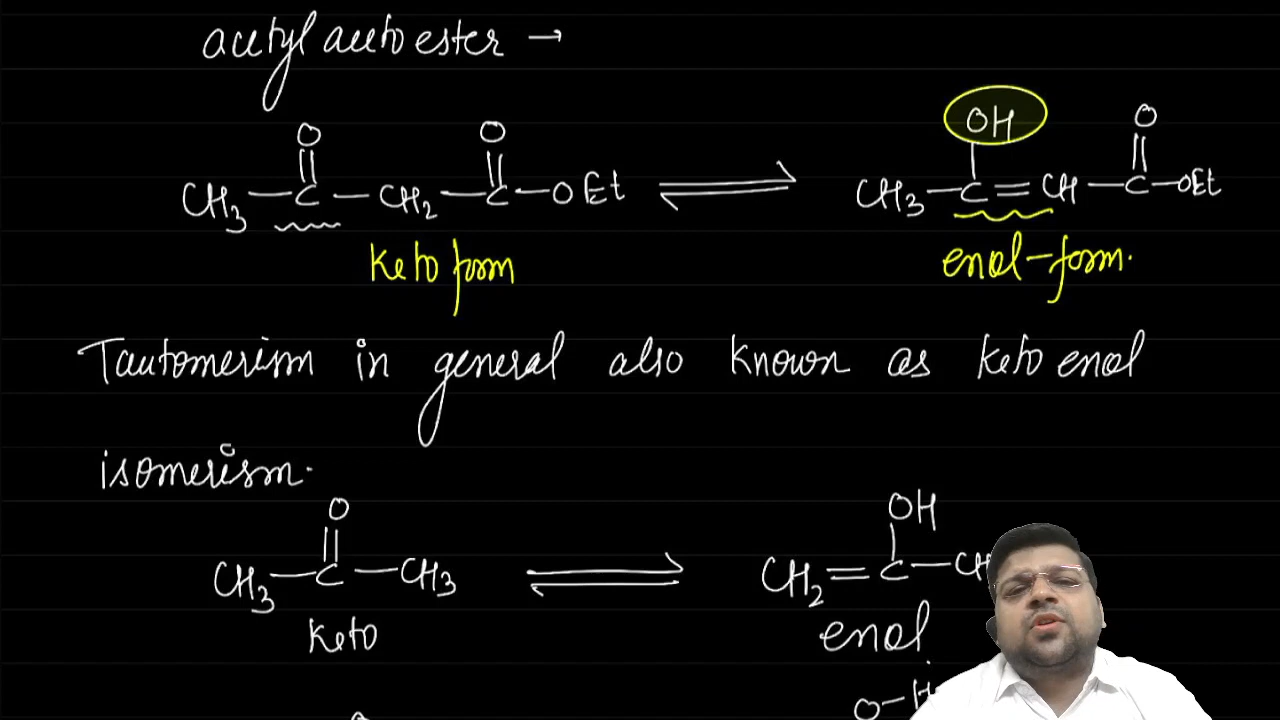 acetyl aceto ester →
O O OH O
CH3 — C — CH2 — C — OEt ⇌ CH3 — C = CH — C — OEt
Keto form enol-form.
Tautomerism in general also known as keto enol
isomerism.
O OH
CH3 — C — CH3 ⇌ CH2 = C — CH
Keto enol
O - H